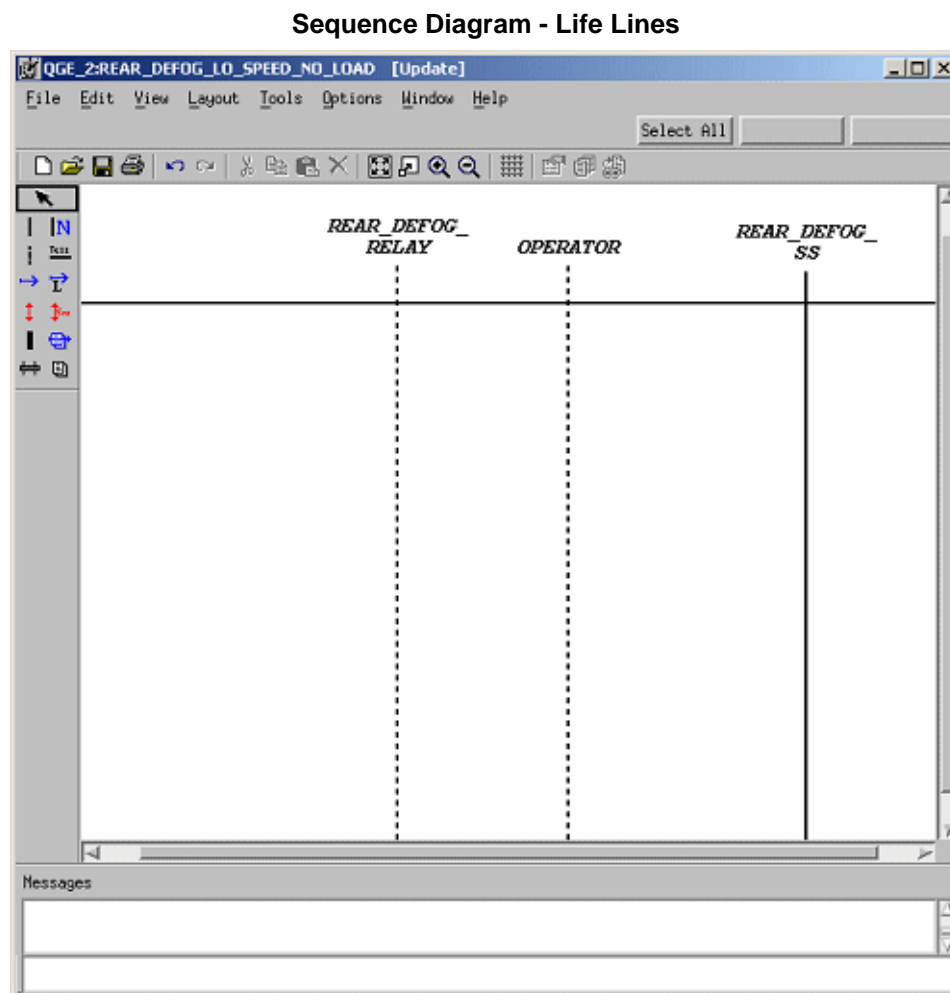 Sequence Diagram - Life Lines
QGE_2:REAR_DEFOG_LO_SPEED_NO_LOAD [Update]
File Edit View Layout Tools Options Window Help
Select All
REAR_DEFOG_
RELAY
OPERATOR
REAR_DEFOG_
SS
N
Text
L
Messages